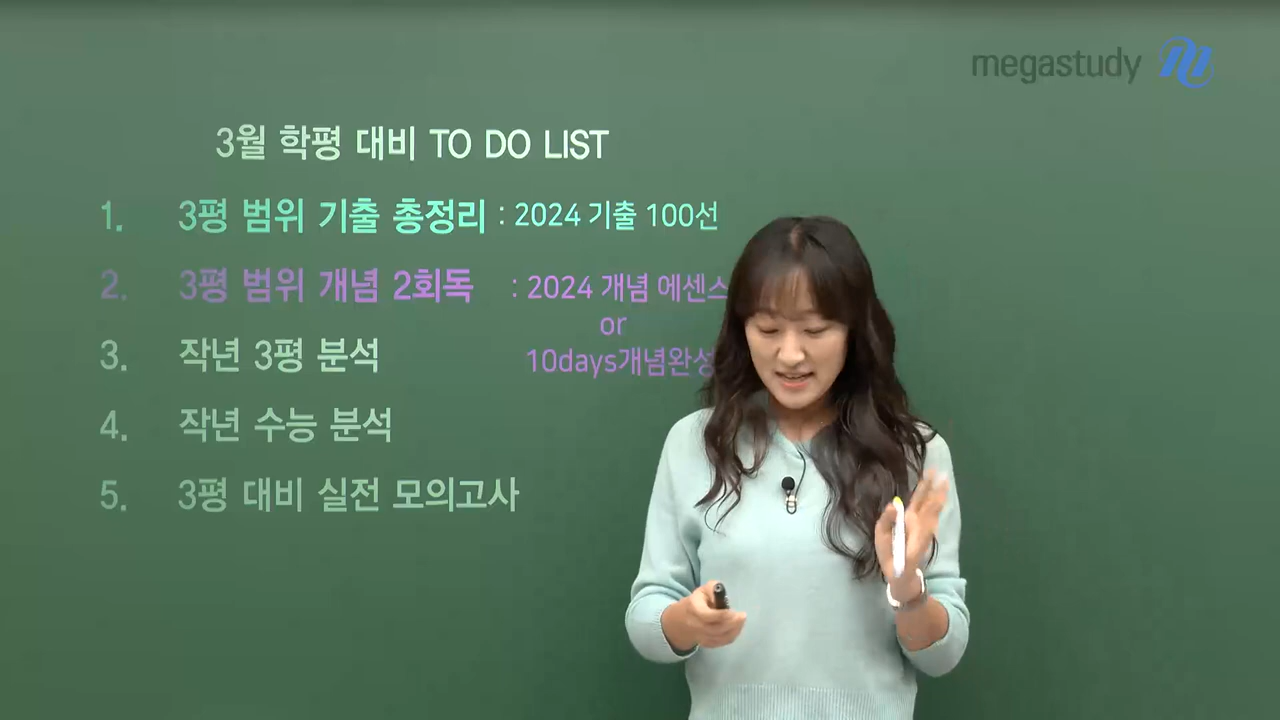 megastudy
3월 학평 대비 TO DO LIST
1. 3평 범위 기출 총정리 : 2024 기출 100선
2. 3평 범위 개념 2회독 : 2024 개념 에센스
or
10days개념완성
3. 작년 3평 분석
4. 작년 수능 분석
5. 3평 대비 실전 모의고사